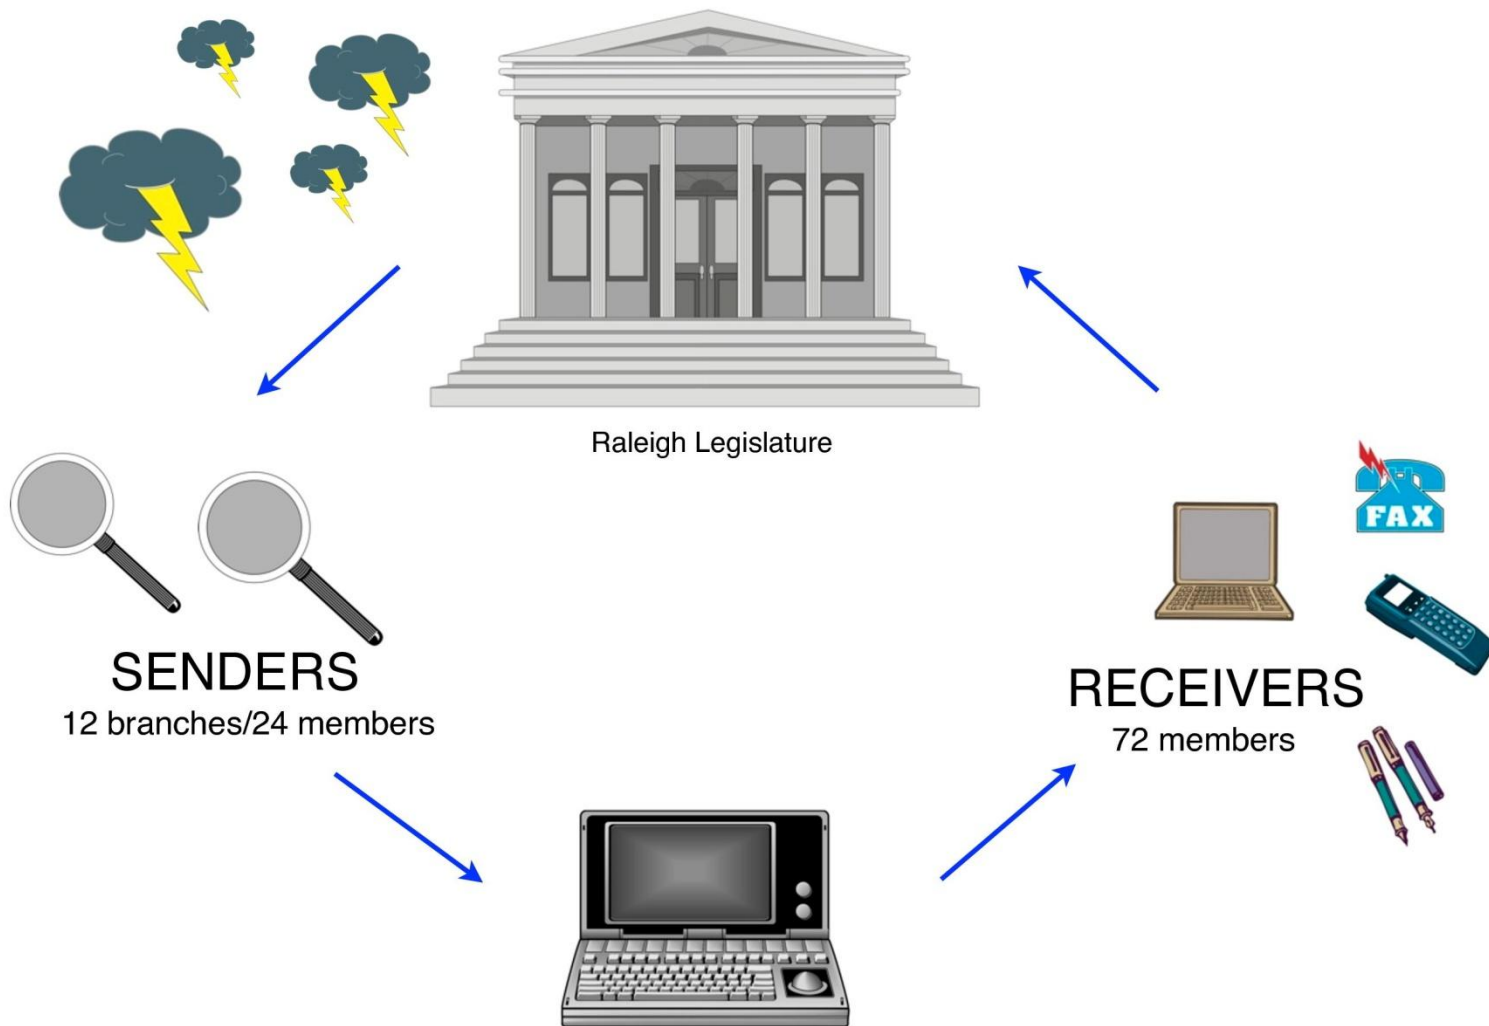 Raleigh Legislature
FAX
SENDERS
12 branches/24 members
RECEIVERS
72 members